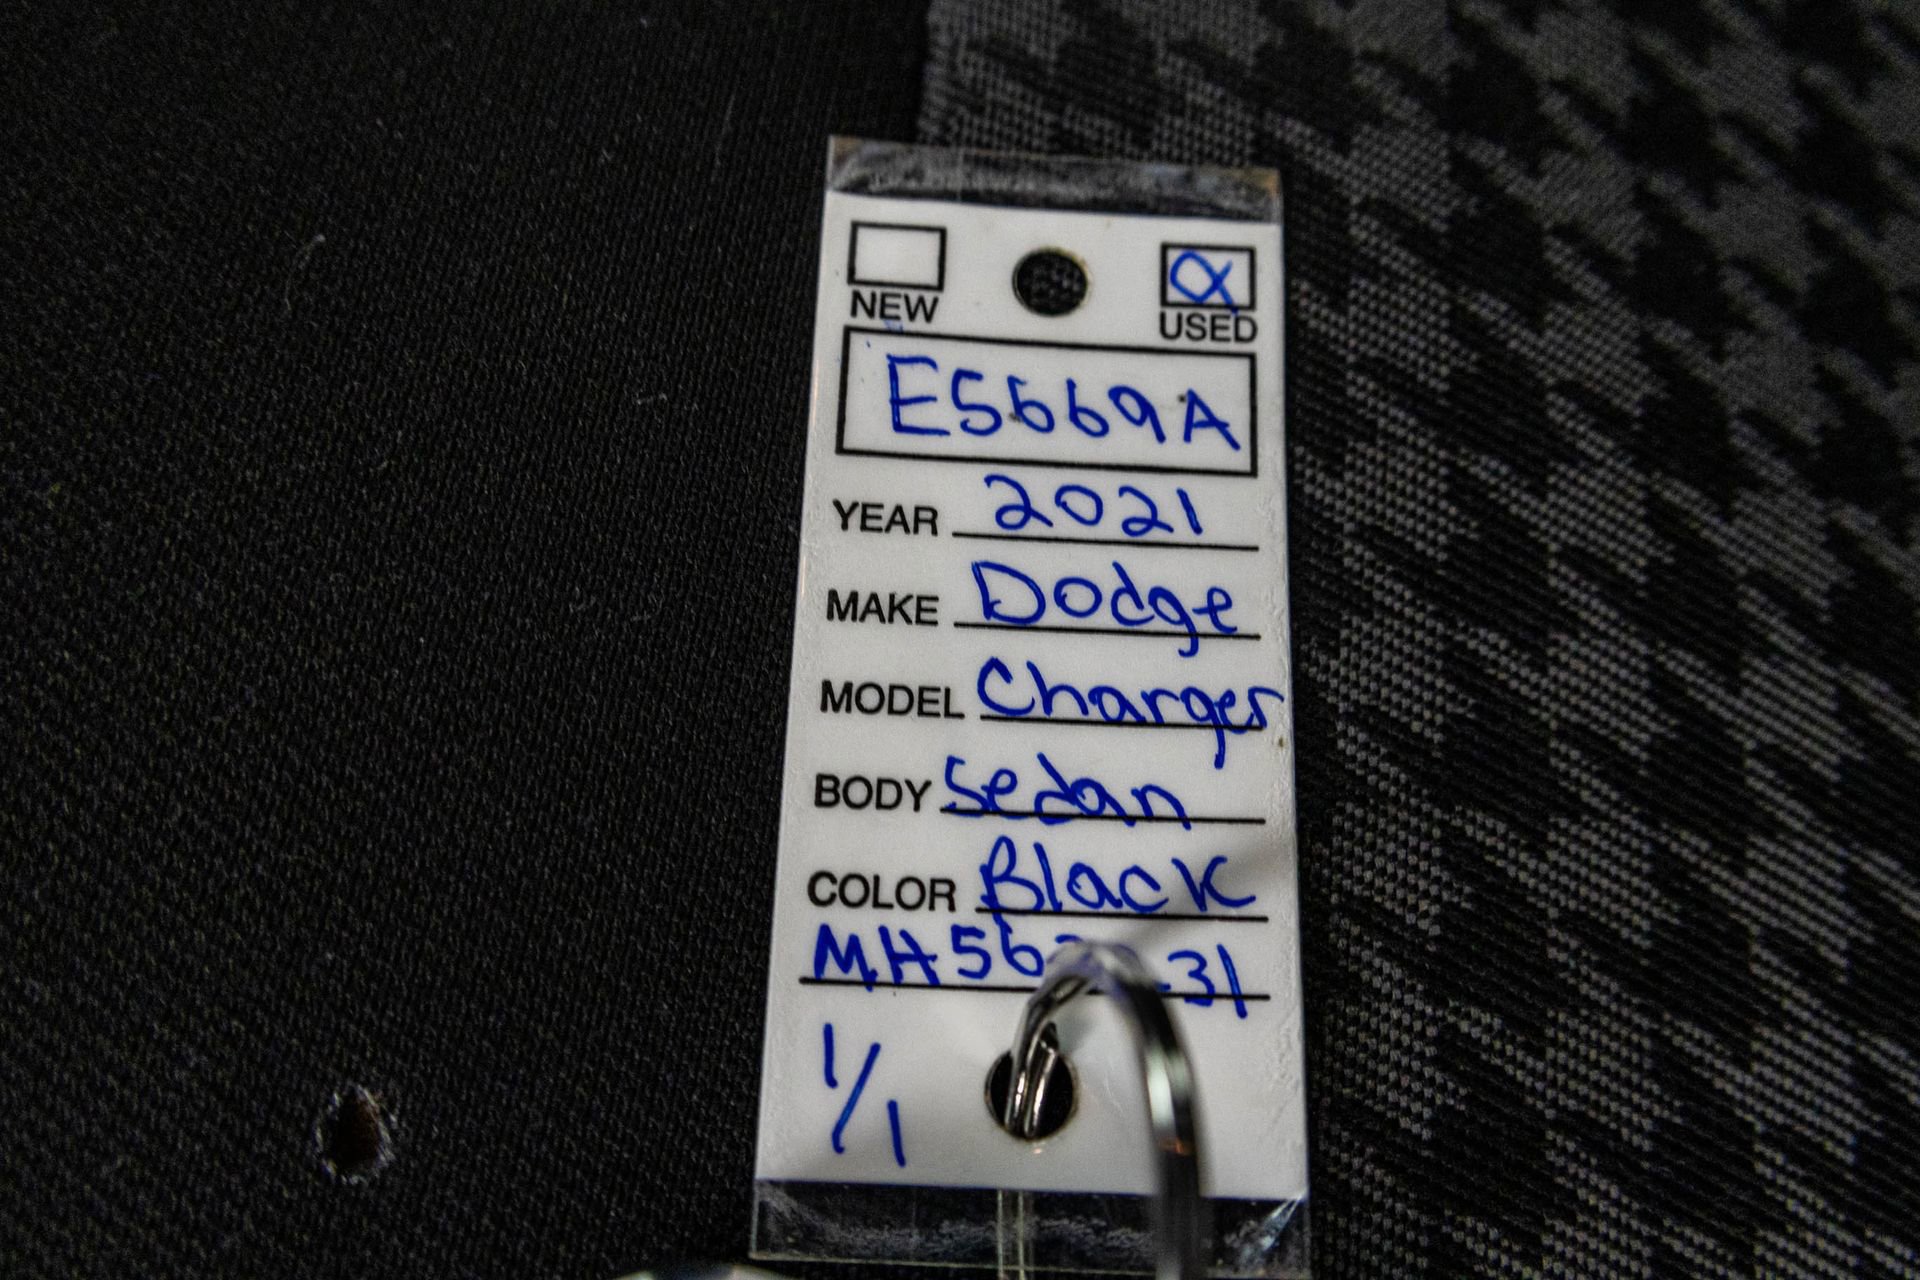 NEW USED
E5669A
YEAR 2021
MAKE Dodge
MODEL Charger
BODY Sedan
COLOR Black
1/1